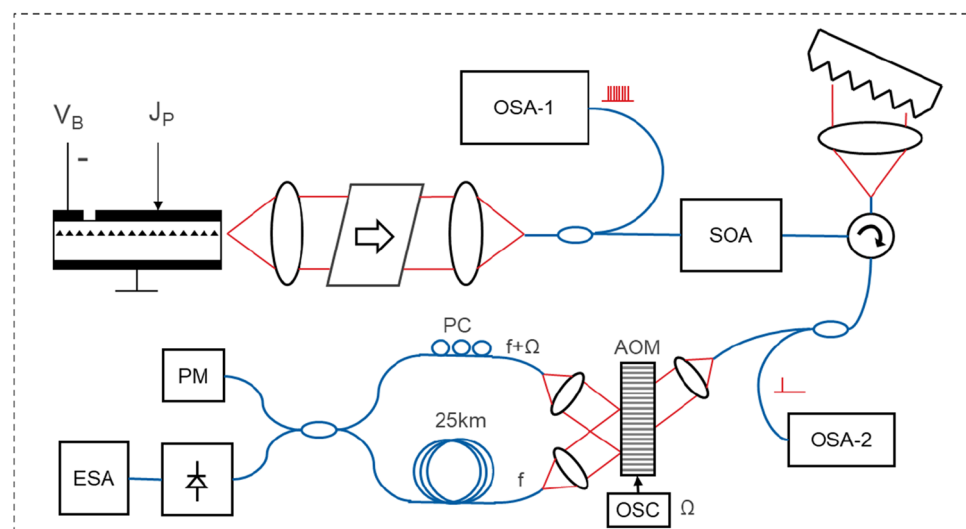 OSA-1
V_B
J_P
-
SOA
PC
f+Ω
AOM
PM
25km
OSA-2
ESA
f
OSC
Ω